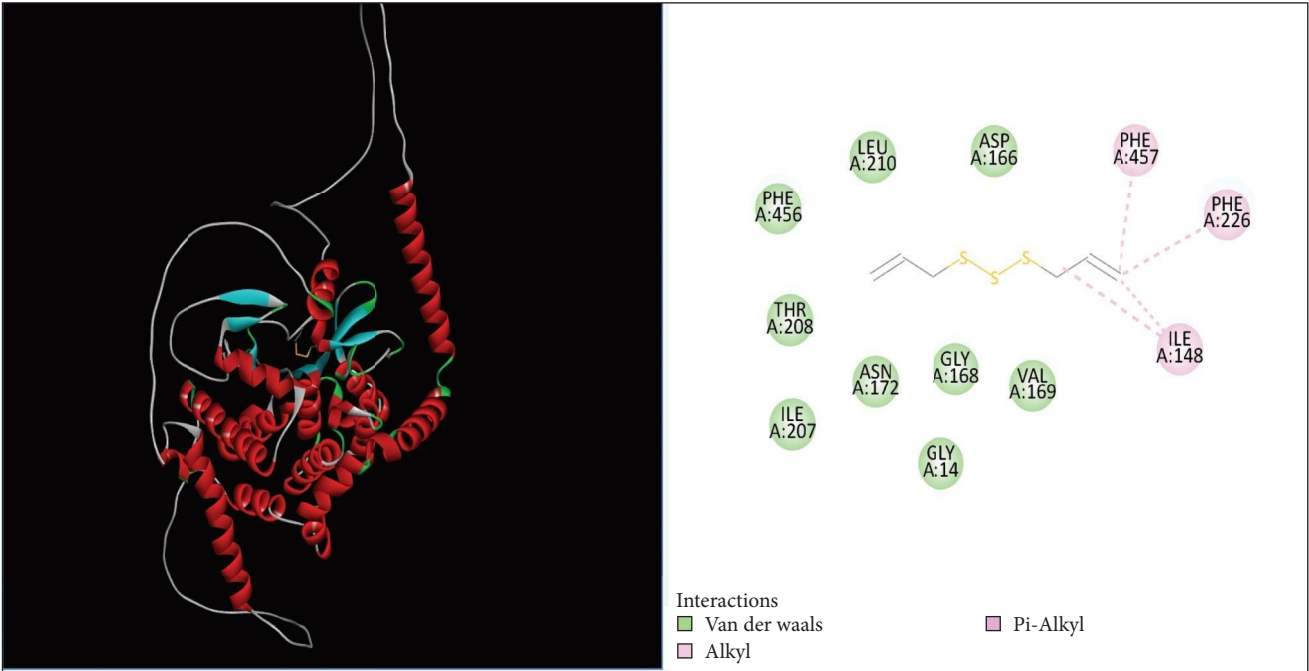 LEU
A:210
ASP
A:166
PHE
A:457
PHE
A:456
PHE
A:226
S
S
S
THR
A:208
ILE
A:148
ASN
A:172
GLY
A:168
VAL
A:169
ILE
A:207
GLY
A:14
Interactions
Van der waals
Pi-Alkyl
Alkyl